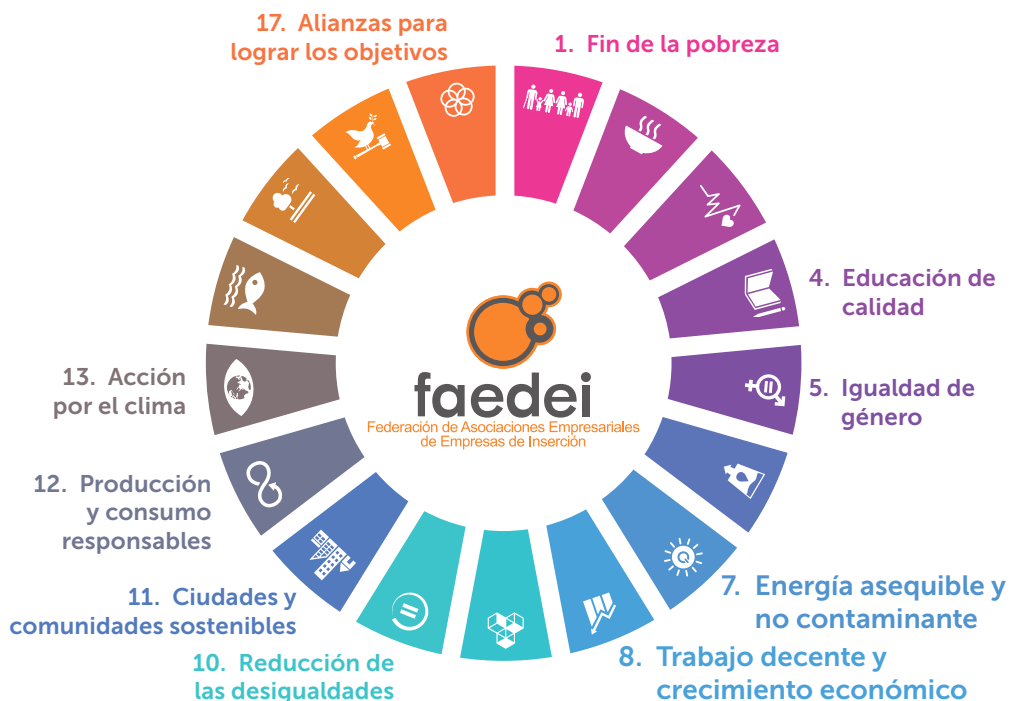 17. Alianzas para
lograr los objetivos
1. Fin de la pobreza
4. Educación de
calidad
5. Igualdad de
género
7. Energía asequible y
no contaminante
8. Trabajo decente y
crecimiento económico
10. Reducción de
las desigualdades
11. Ciudades y
comunidades sostenibles
12. Producción
y consumo
responsables
13. Acción
por el clima
faedei
Federación de Asociaciones Empresariales
de Empresas de Inserción